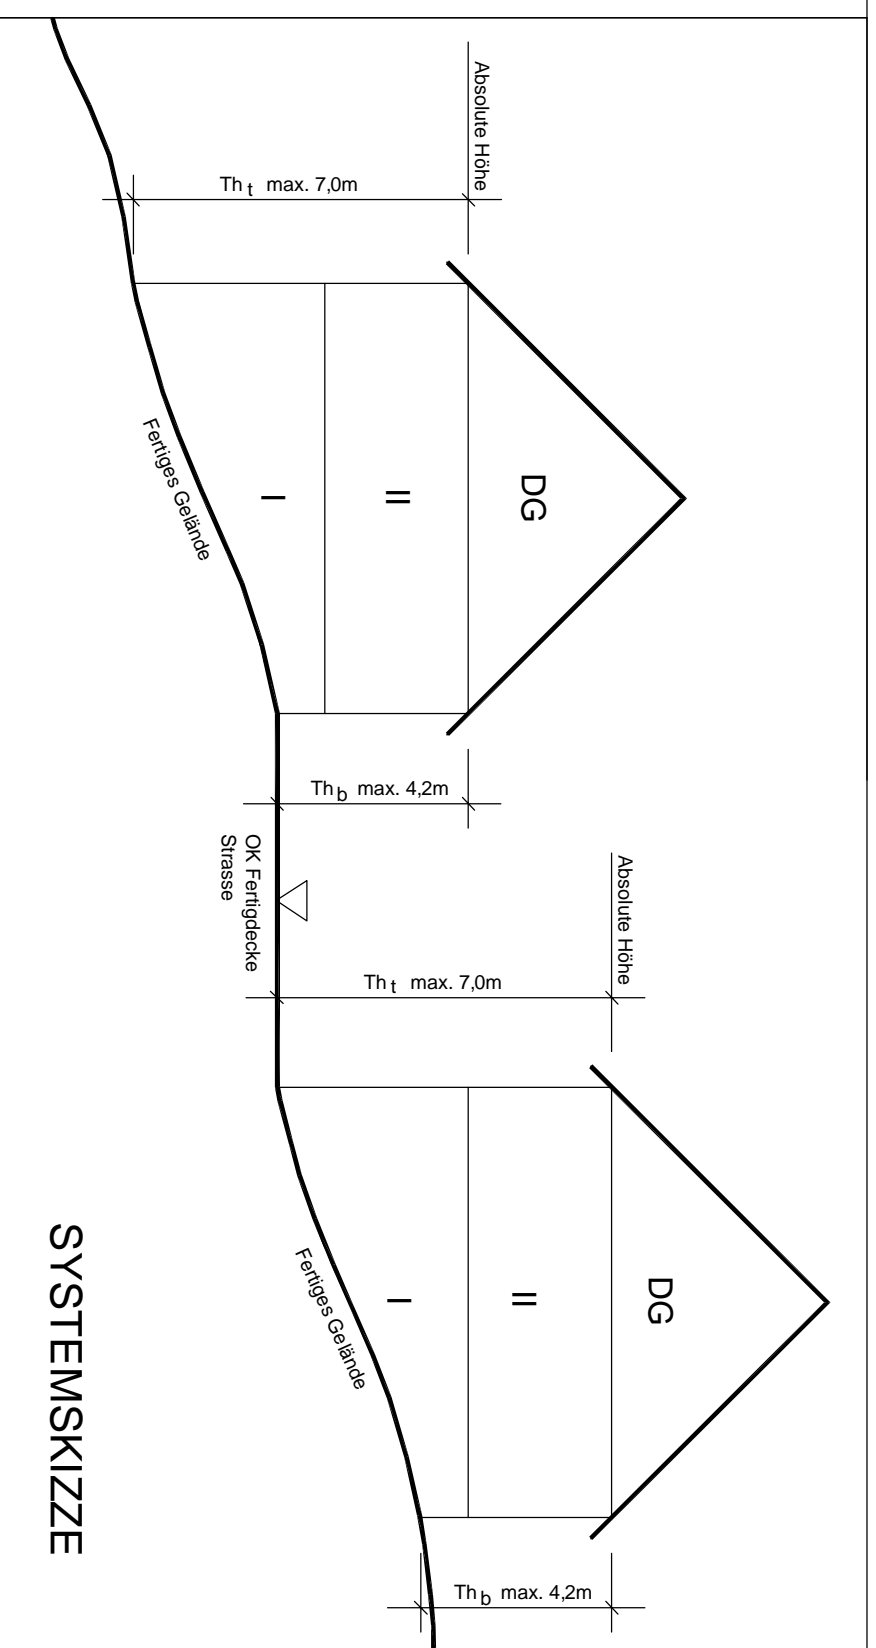 Absolute Höhe
Th t max. 7,0m
DG
II
I
Fertiges Gelände
Th b max. 4,2m
OK Fertigdecke
Strasse
Absolute Höhe
Th t max. 7,0m
DG
II
I
Fertiges Gelände
Th b max. 4,2m
SYSTEMSKIZZE